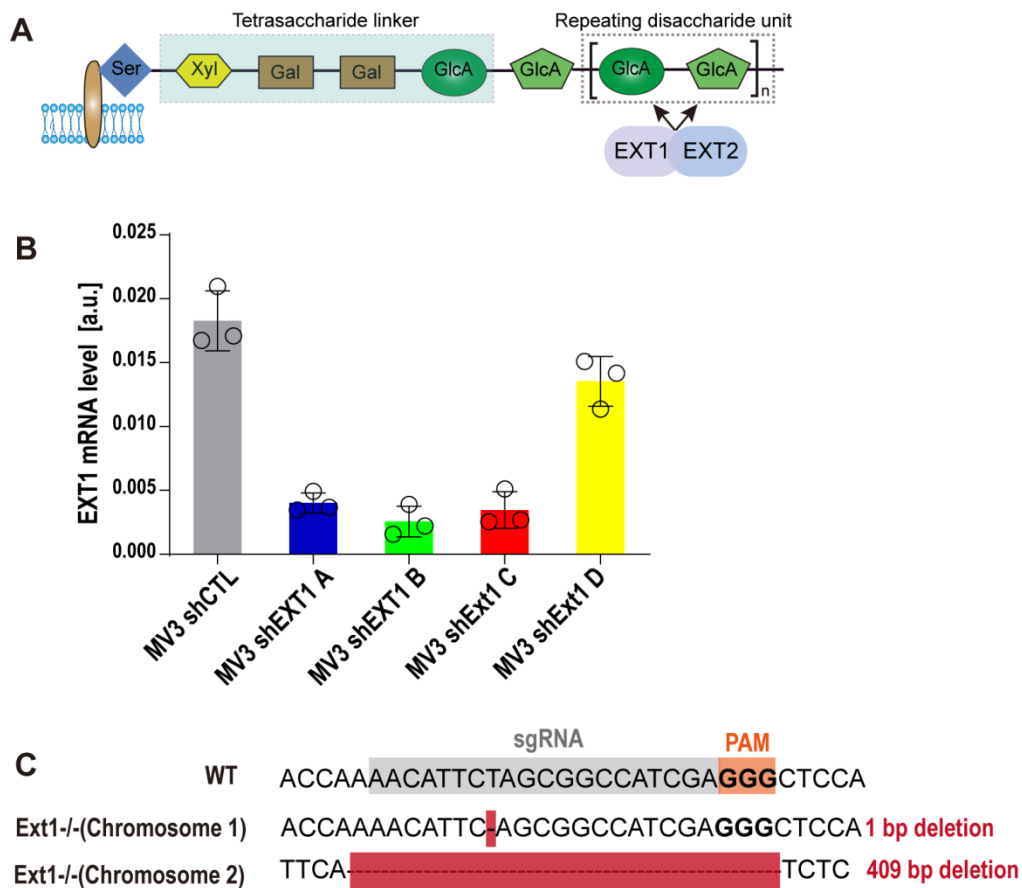 A
Tetrasaccharide linker
Repeating disaccharide unit
Ser
Xyl
Gal
Gal
GlcA
GlcA
[
GlcA
GlcA
]n
EXT1
EXT2
B
EXT1 mRNA level [a.u.]
0.025
0.020
0.015
0.010
0.005
0.000
MV3 shCTL
MV3 shEXT1 A
MV3 shEXT1 B
MV3 shExt1 C
MV3 shExt1 D
C
sgRNA
PAM
WT ACCAAAACATTCTAGCGGCCATCGAGGGCTCCA
Ext1-/-(Chromosome 1) ACCAAAACATTC-AGCGGCCATCGAGGGCTCCA 1 bp deletion
Ext1-/-(Chromosome 2) TTCA------------------------------------TCTC 409 bp deletion